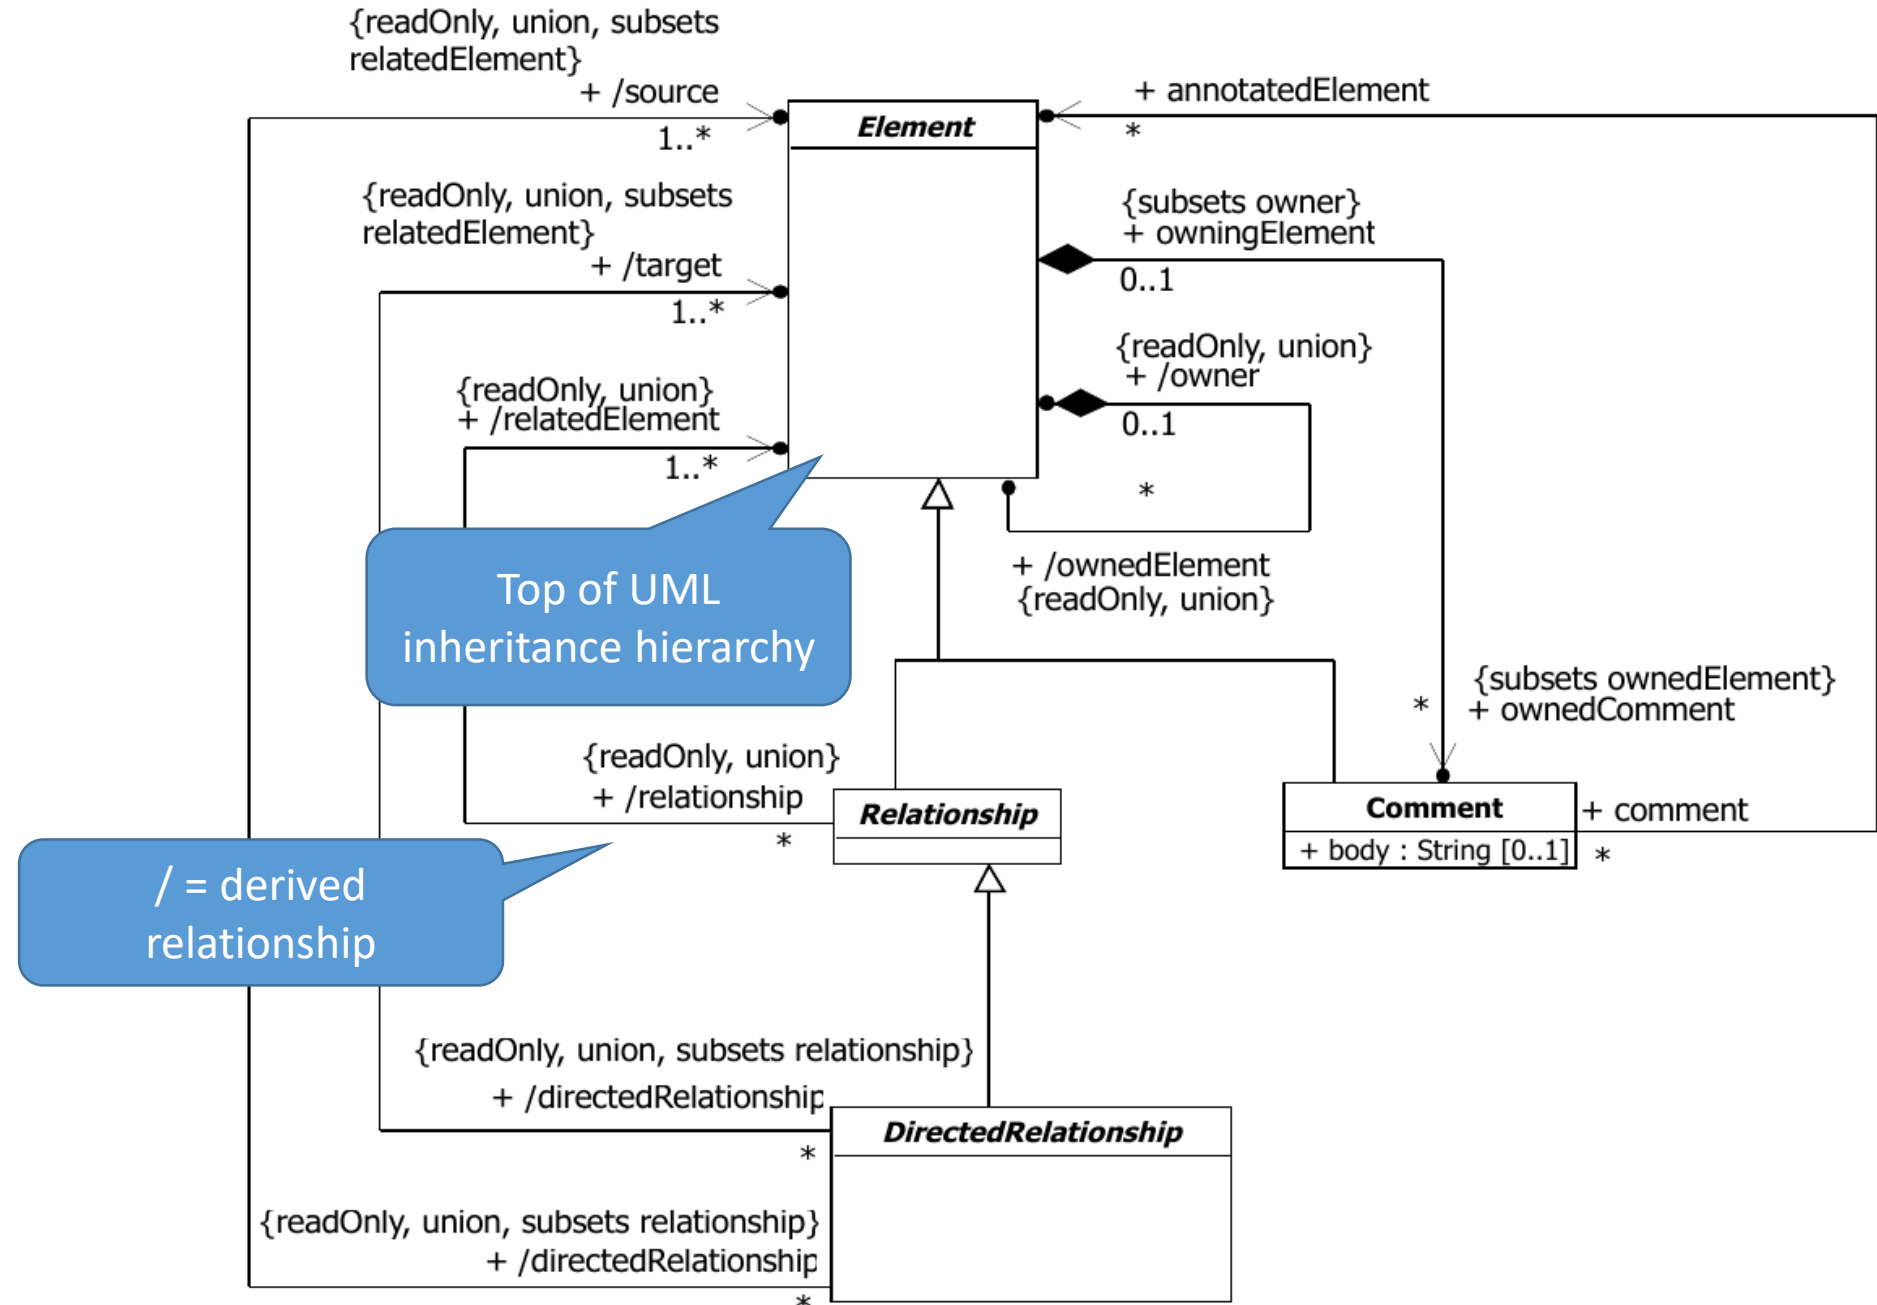 {readOnly, union, subsets
relatedElement}
+ /source
1..*
+ annotatedElement
*
Element
{readOnly, union, subsets
relatedElement}
+ /target
1..*
{subsets owner}
+ owningElement
0..1
{readOnly, union}
+ /owner
0..1
{readOnly, union}
+ /relatedElement
1..*
*
+ /ownedElement
{readOnly, union}
Top of UML
inheritance hierarchy
{subsets ownedElement}
+ ownedComment
*
{readOnly, union}
+ /relationship
*
Relationship
Comment
+ body : String [0..1]
+ comment
*
/ = derived
relationship
{readOnly, union, subsets relationship}
+ /directedRelationship
*
DirectedRelationship
{readOnly, union, subsets relationship}
+ /directedRelationship
*